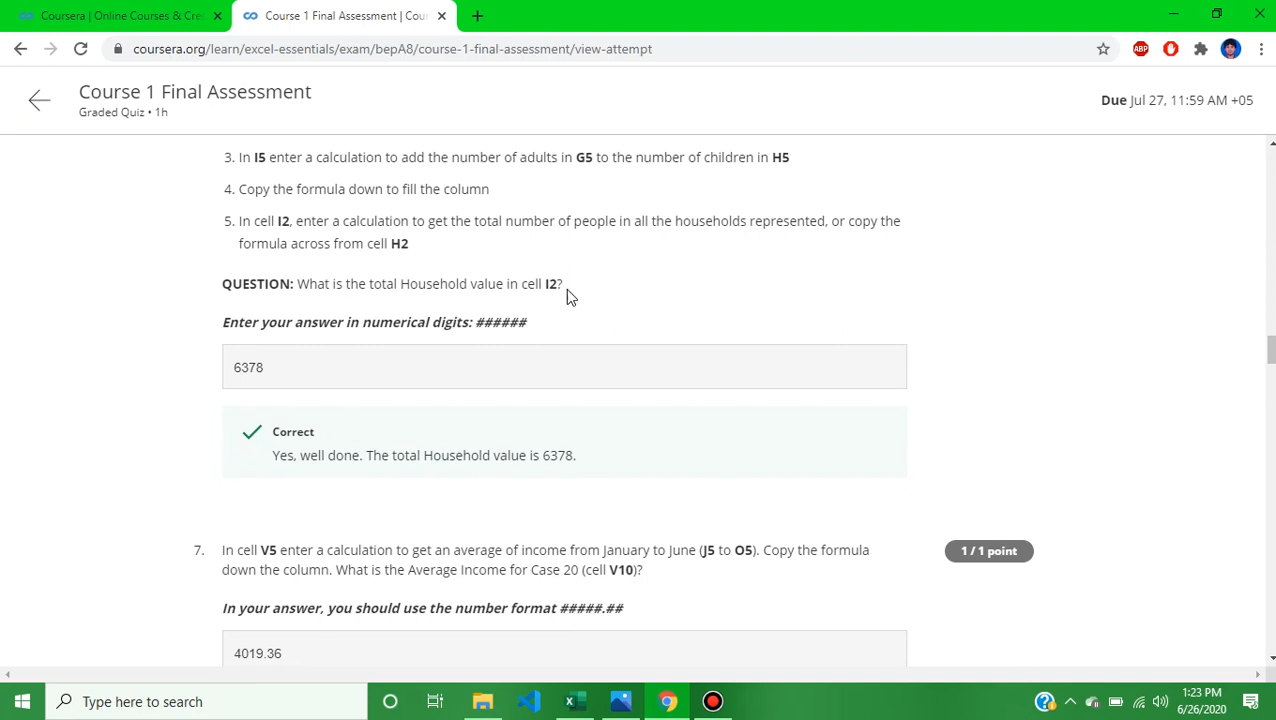 Coursera | Online Courses & Cre
Course 1 Final Assessment | Cou
coursera.org/learn/excel-essentials/exam/bepA8/course-1-final-assessment/view-attempt
ABP
Course 1 Final Assessment
Graded Quiz • 1h
Due Jul 27, 11:59 AM +05
3. In I5 enter a calculation to add the number of adults in G5 to the number of children in H5
4. Copy the formula down to fill the column
5. In cell I2, enter a calculation to get the total number of people in all the households represented, or copy the
formula across from cell H2
QUESTION: What is the total Household value in cell I2?
Enter your answer in numerical digits: ######
6378
Correct
Yes, well done. The total Household value is 6378.
7. In cell V5 enter a calculation to get an average of income from January to June (J5 to O5). Copy the formula
down the column. What is the Average Income for Case 20 (cell V10)?
1 / 1 point
In your answer, you should use the number format #####.##
4019.36
Type here to search
1:23 PM
6/26/2020